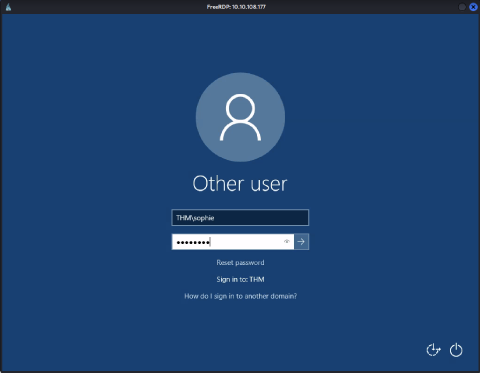 FreeRDP: 10.10.108.177
Other user
THM\sophie
Reset password
Sign in to: THM
How do I sign in to another domain?